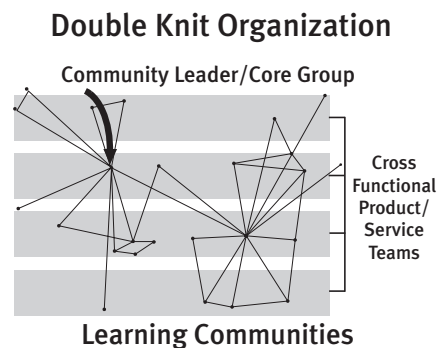 Double Knit Organization
Community Leader/Core Group
Cross
Functional
Product/
Service
Teams
Learning Communities